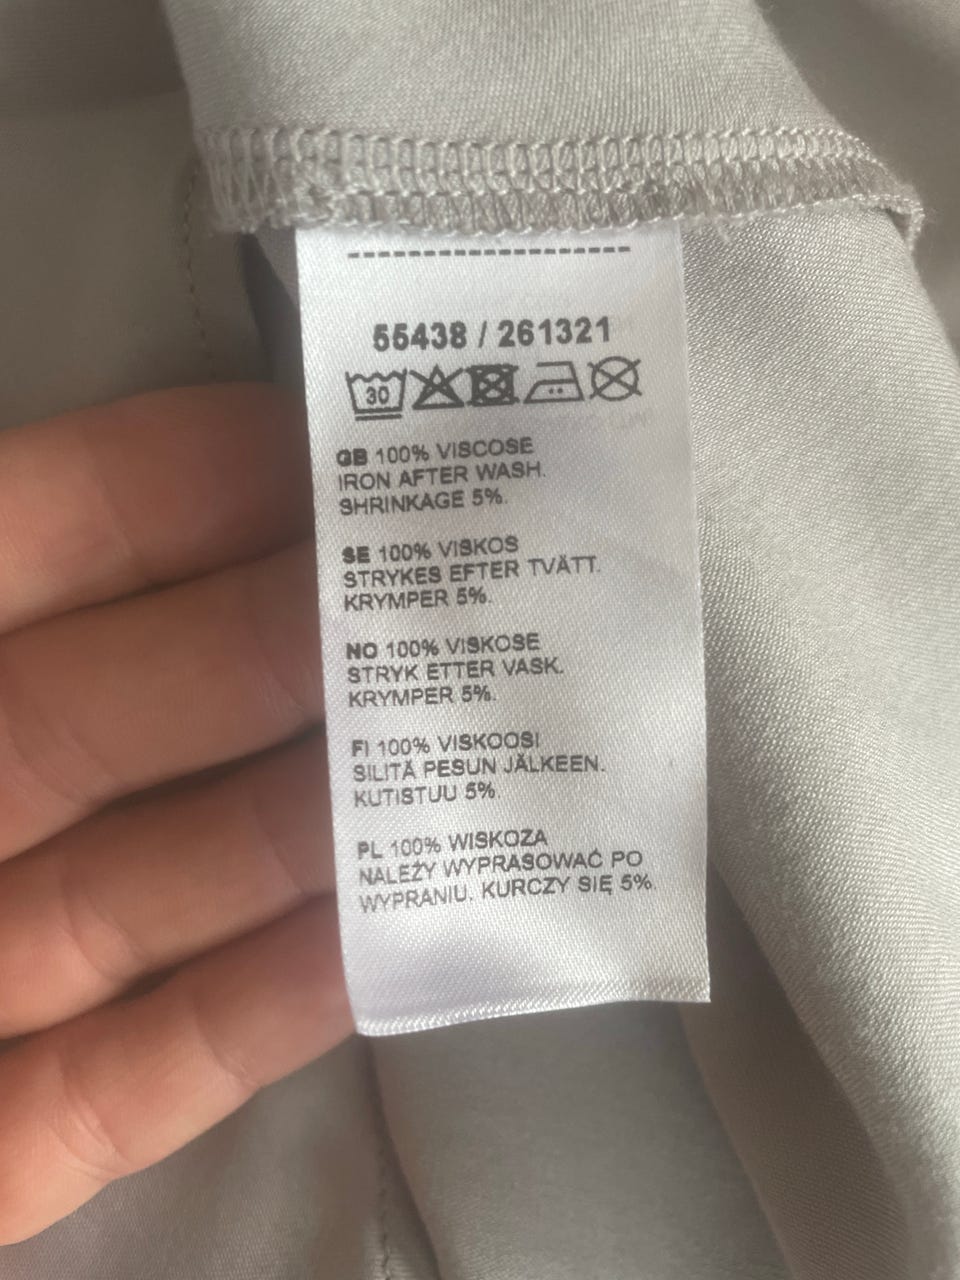 55438 / 261321
30
GB 100% VISCOSE
IRON AFTER WASH.
SHRINKAGE 5%.
SE 100% VISKOS
STRYKES EFTER TVÄTT.
KRYMPER 5%.
NO 100% VISKOSE
STRYK ETTER VASK.
KRYMPER 5%.
FI 100% VISKOOSI
SILITÄ PESUN JÄLKEEN.
KUTISTUU 5%.
PL 100% WISKOZA
NALEŻY WYPRASOWAĆ PO
WYPRANIU. KURCZY SIĘ 5%.